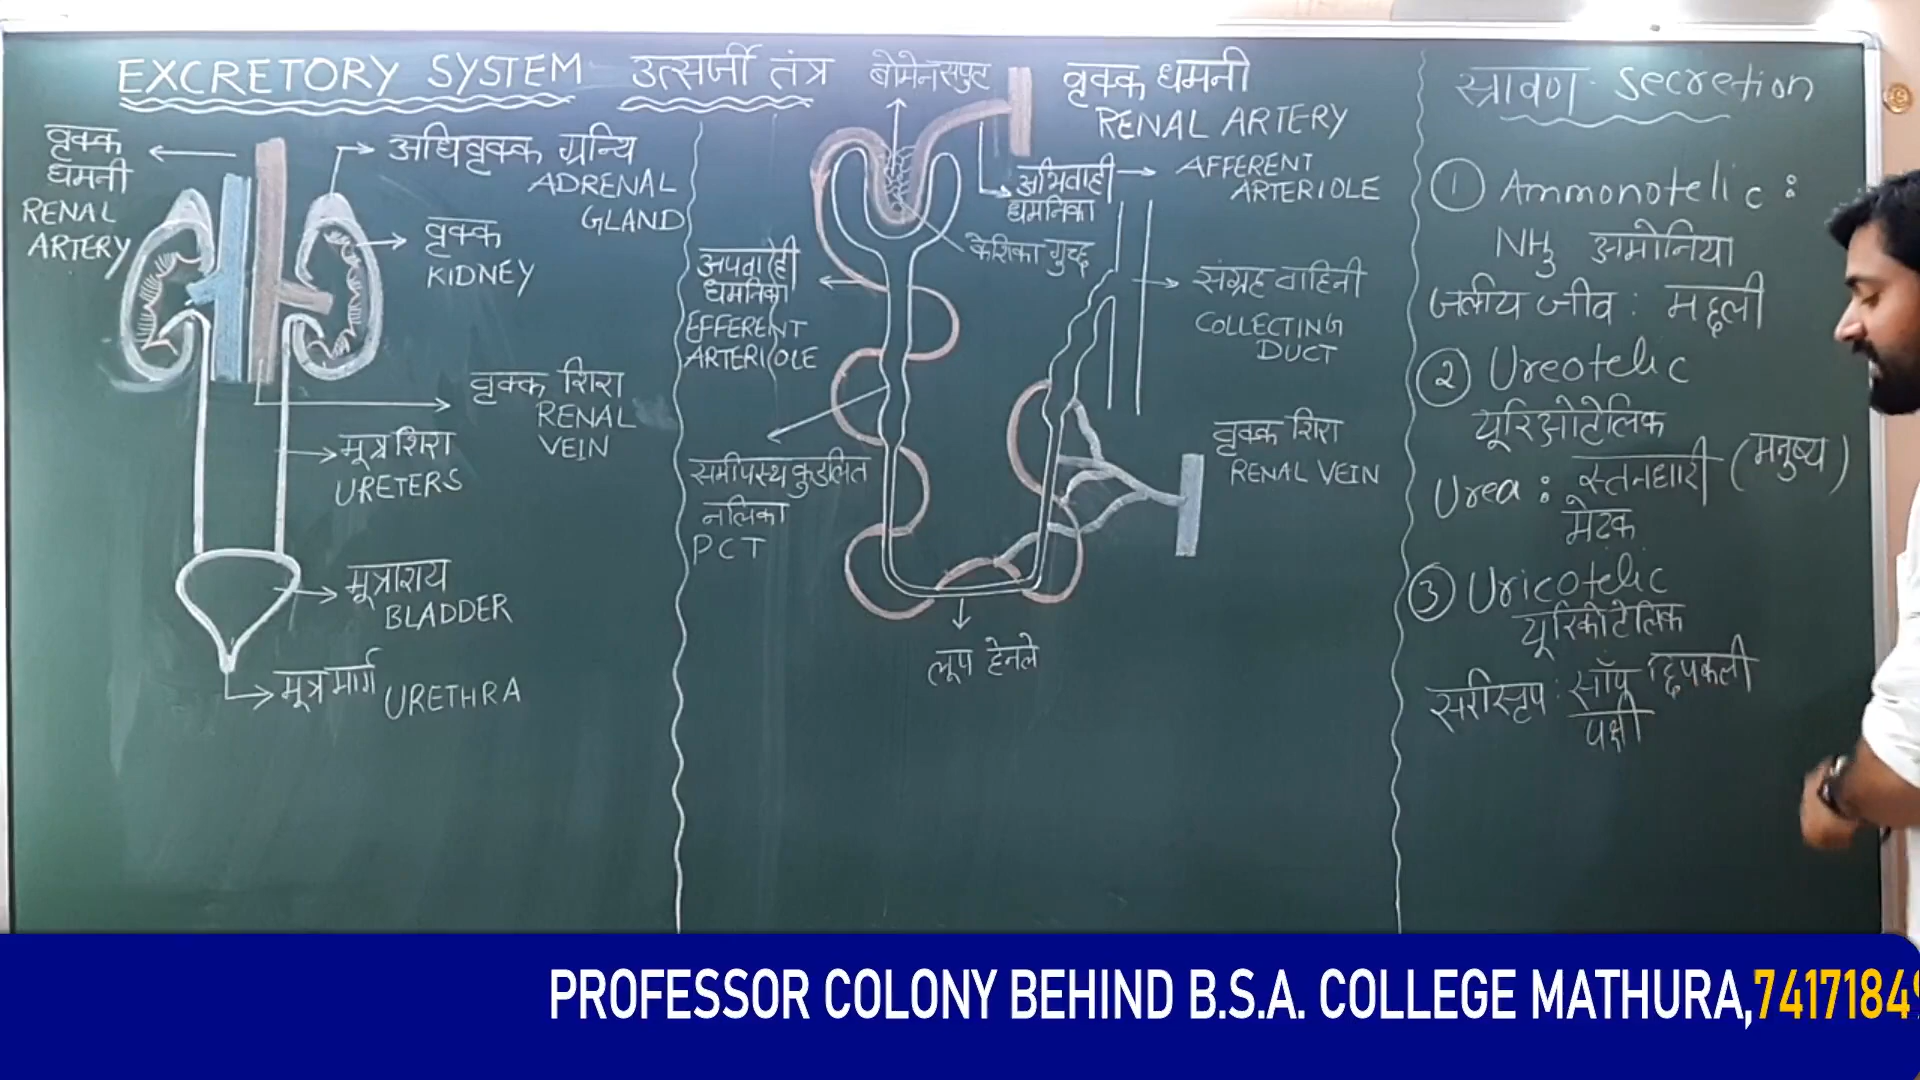 EXCRETORY SYSTEM उत्सर्जी तंत्र
वृक्क
धमनी
RENAL
ARTERY
अधिवृक्क ग्रन्थि
ADRENAL
GLAND
वृक्क
KIDNEY
वृक्क शिरा
RENAL
VEIN
मूत्र शिरा
URETERS
मूत्राशय
BLADDER
मूत्र मार्ग URETHRA
बोमेन संपुट
वृक्क धमनी
RENAL ARTERY
अभिवाही
धमनिका
AFFERENT
ARTERIOLE
केशिका गुच्छ
अपवाही
धमनिका
EFFERENT
ARTERIOLE
संग्रह वाहिनी
COLLECTING
DUCT
समीपस्थ कुडलित
नलिका
PCT
वृक्क शिरा
RENAL VEIN
लूप हेनले
स्रावण - secretion
① Ammonotelic :
NH3 अमोनिया
जलीय जीव : मछली
② Ureotelic
यूरिओटेलिक
Urea : स्तनधारी (मनुष्य)
मेंढक
③ Uricotelic
यूरिकोटेलिक
सरीसृप : साँप छिपकली
पक्षी
PROFESSOR COLONY BEHIND B.S.A. COLLEGE MATHURA,7417184